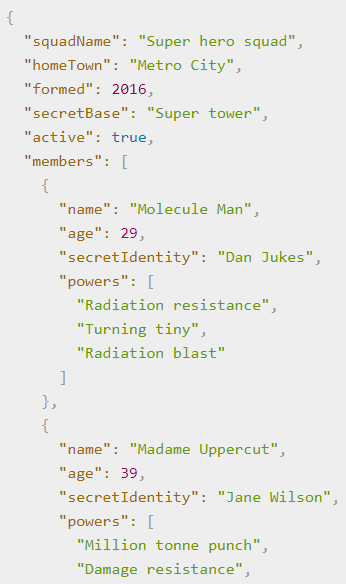 {
  "squadName": "Super hero squad",
  "homeTown": "Metro City",
  "formed": 2016,
  "secretBase": "Super tower",
  "active": true,
  "members": [
    {
      "name": "Molecule Man",
      "age": 29,
      "secretIdentity": "Dan Jukes",
      "powers": [
        "Radiation resistance",
        "Turning tiny",
        "Radiation blast"
      ]
    },
    {
      "name": "Madame Uppercut",
      "age": 39,
      "secretIdentity": "Jane Wilson",
      "powers": [
        "Million tonne punch",
        "Damage resistance",